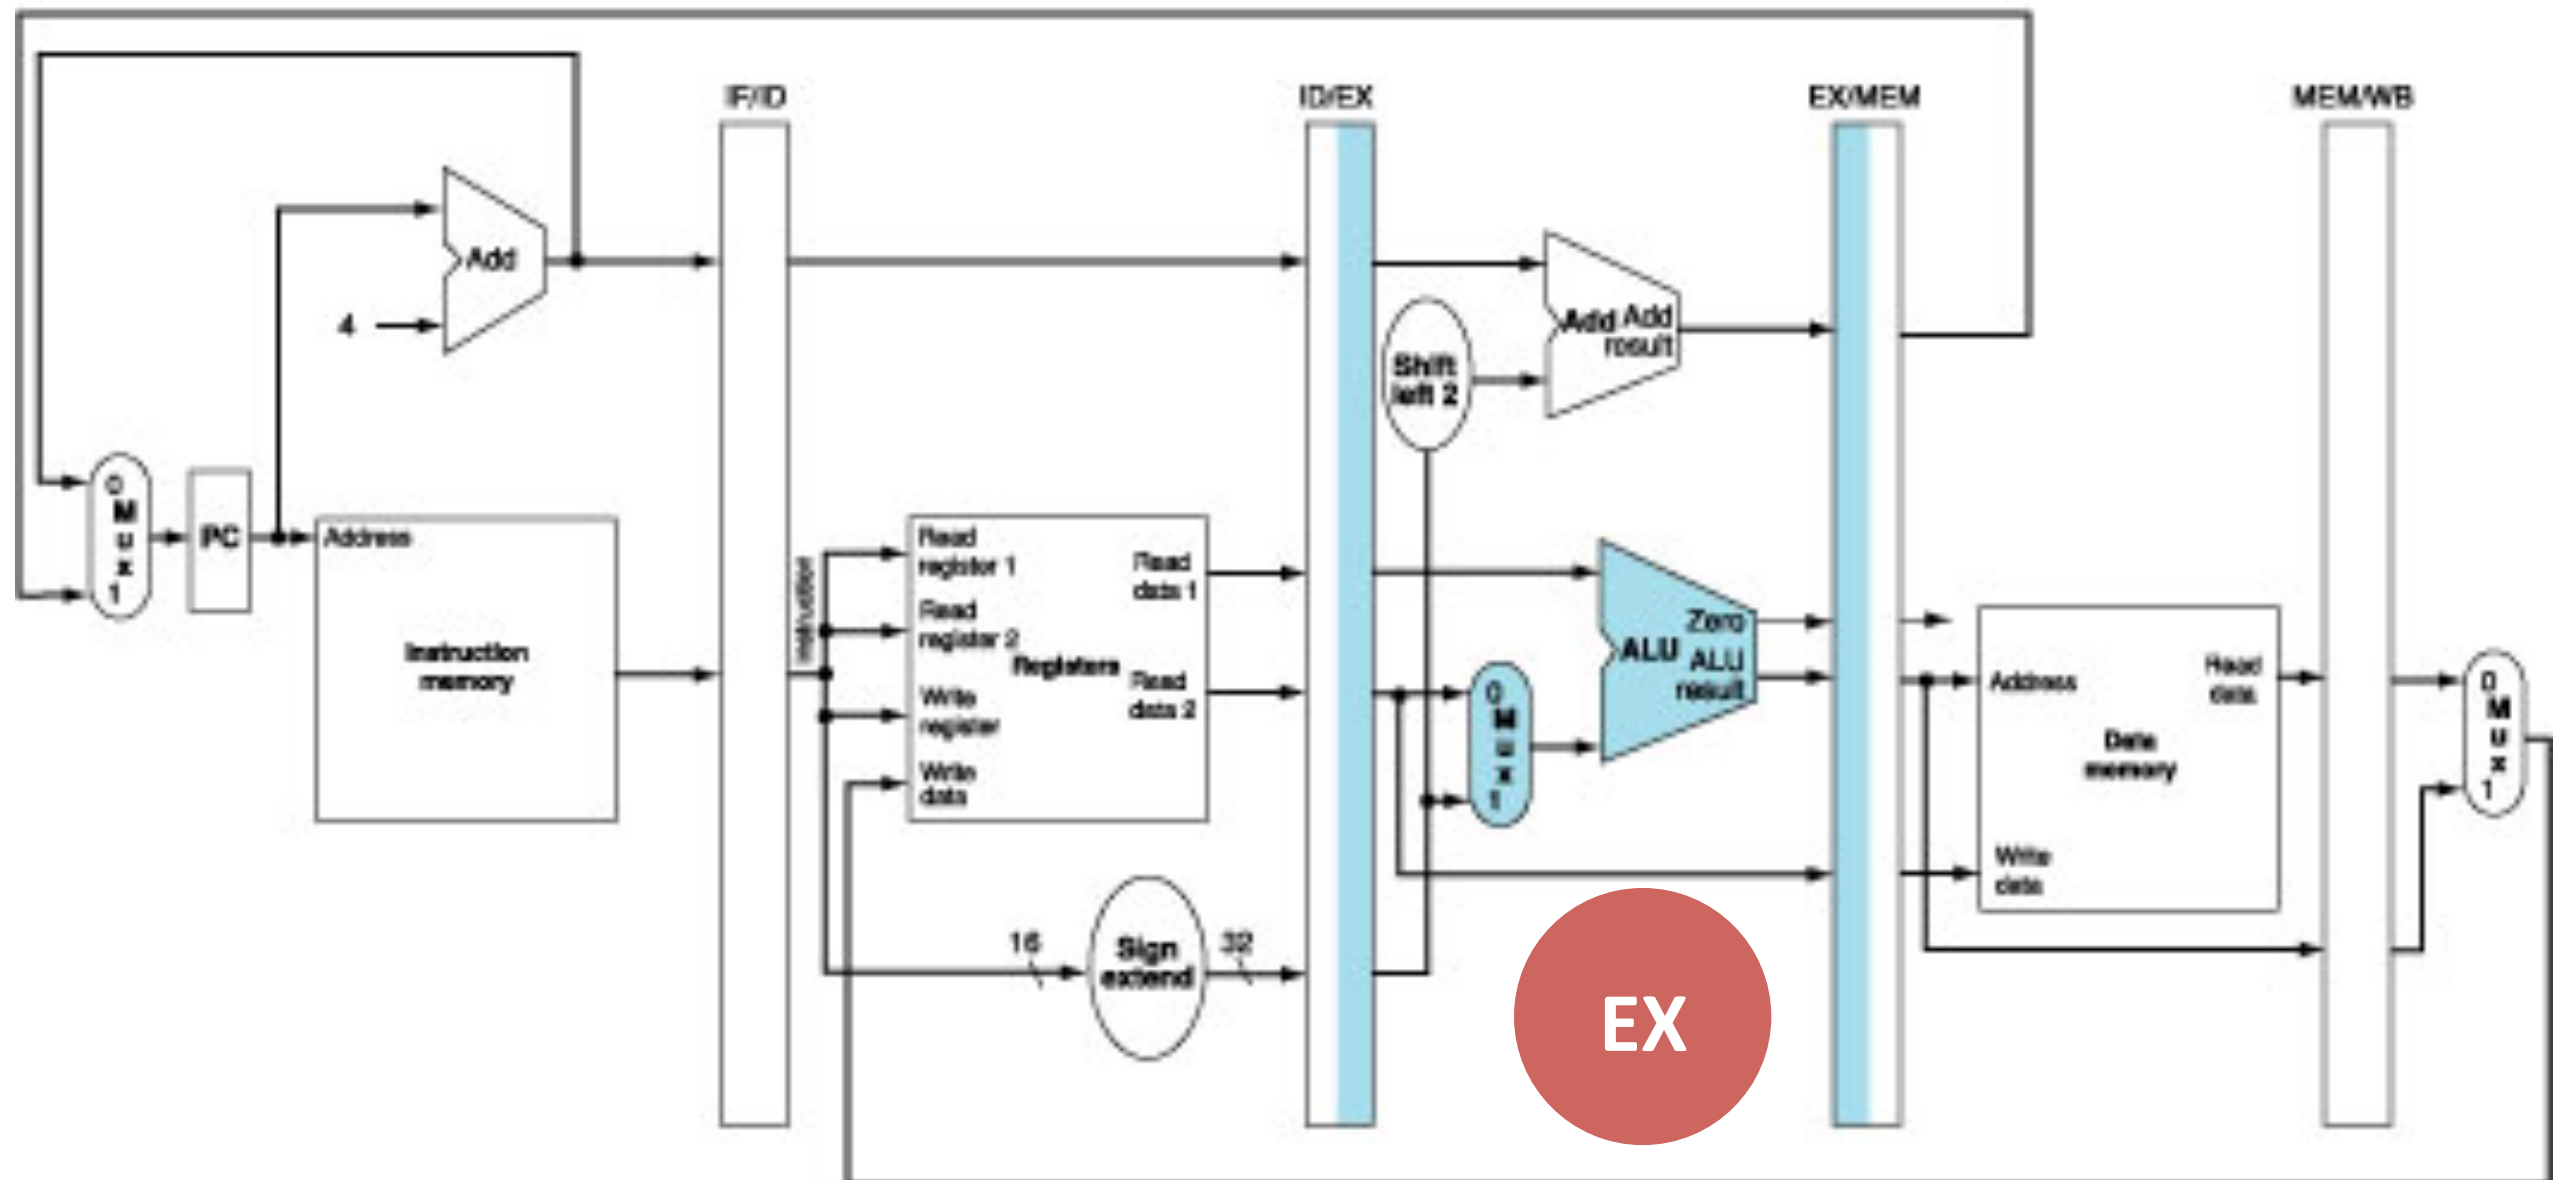 IF/ID
ID/EX
EX/MEM
MEM/WB
Add
4
Add Add
result
Shift
left 2
0
M
u
x
1
PC
Address
Instruction
memory
Instruction
Read
register 1
Read
register 2
Write
register
Write
data
Registers
Read
data 1
Read
data 2
16
Sign
extend
32
0
M
u
x
1
Zero
ALU
ALU
result
Address
Read
data
Data
memory
Write
data
0
M
u
x
1
EX